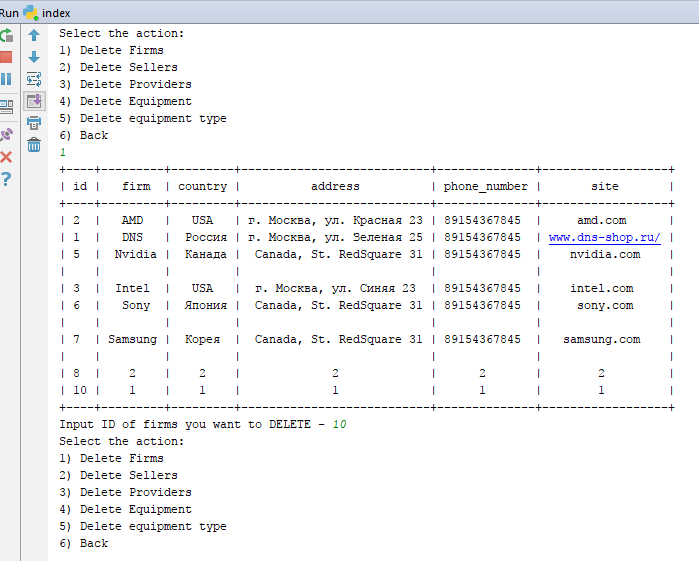 Run index
Select the action:
1) Delete Firms
2) Delete Sellers
3) Delete Providers
4) Delete Equipment
5) Delete equipment type
6) Back
1
+----+---------+---------+--------------------------+--------------+------------------+
| id | firm | country | address | phone_number | site |
+----+---------+---------+--------------------------+--------------+------------------+
| 2 | AMD | USA | г. Москва, ул. Красная 23 | 89154367845 | amd.com |
| 1 | DNS | Россия | г. Москва, ул. Зеленая 25 | 89154367845 | www.dns-shop.ru/ |
| 5 | Nvidia | Канада | Canada, St. RedSquare 31 | 89154367845 | nvidia.com |
| | | | | | |
| 3 | Intel | USA | г. Москва, ул. Синяя 23 | 89154367845 | intel.com |
| 6 | Sony | Япония | Canada, St. RedSquare 31 | 89154367845 | sony.com |
| | | | | | |
| 7 | Samsung | Корея | Canada, St. RedSquare 31 | 89154367845 | samsung.com |
| | | | | | |
| 8 | 2 | 2 | 2 | 2 | 2 |
| 10 | 1 | 1 | 1 | 1 | 1 |
+----+---------+---------+--------------------------+--------------+------------------+
Input ID of firms you want to DELETE - 10
Select the action:
1) Delete Firms
2) Delete Sellers
3) Delete Providers
4) Delete Equipment
5) Delete equipment type
6) Back